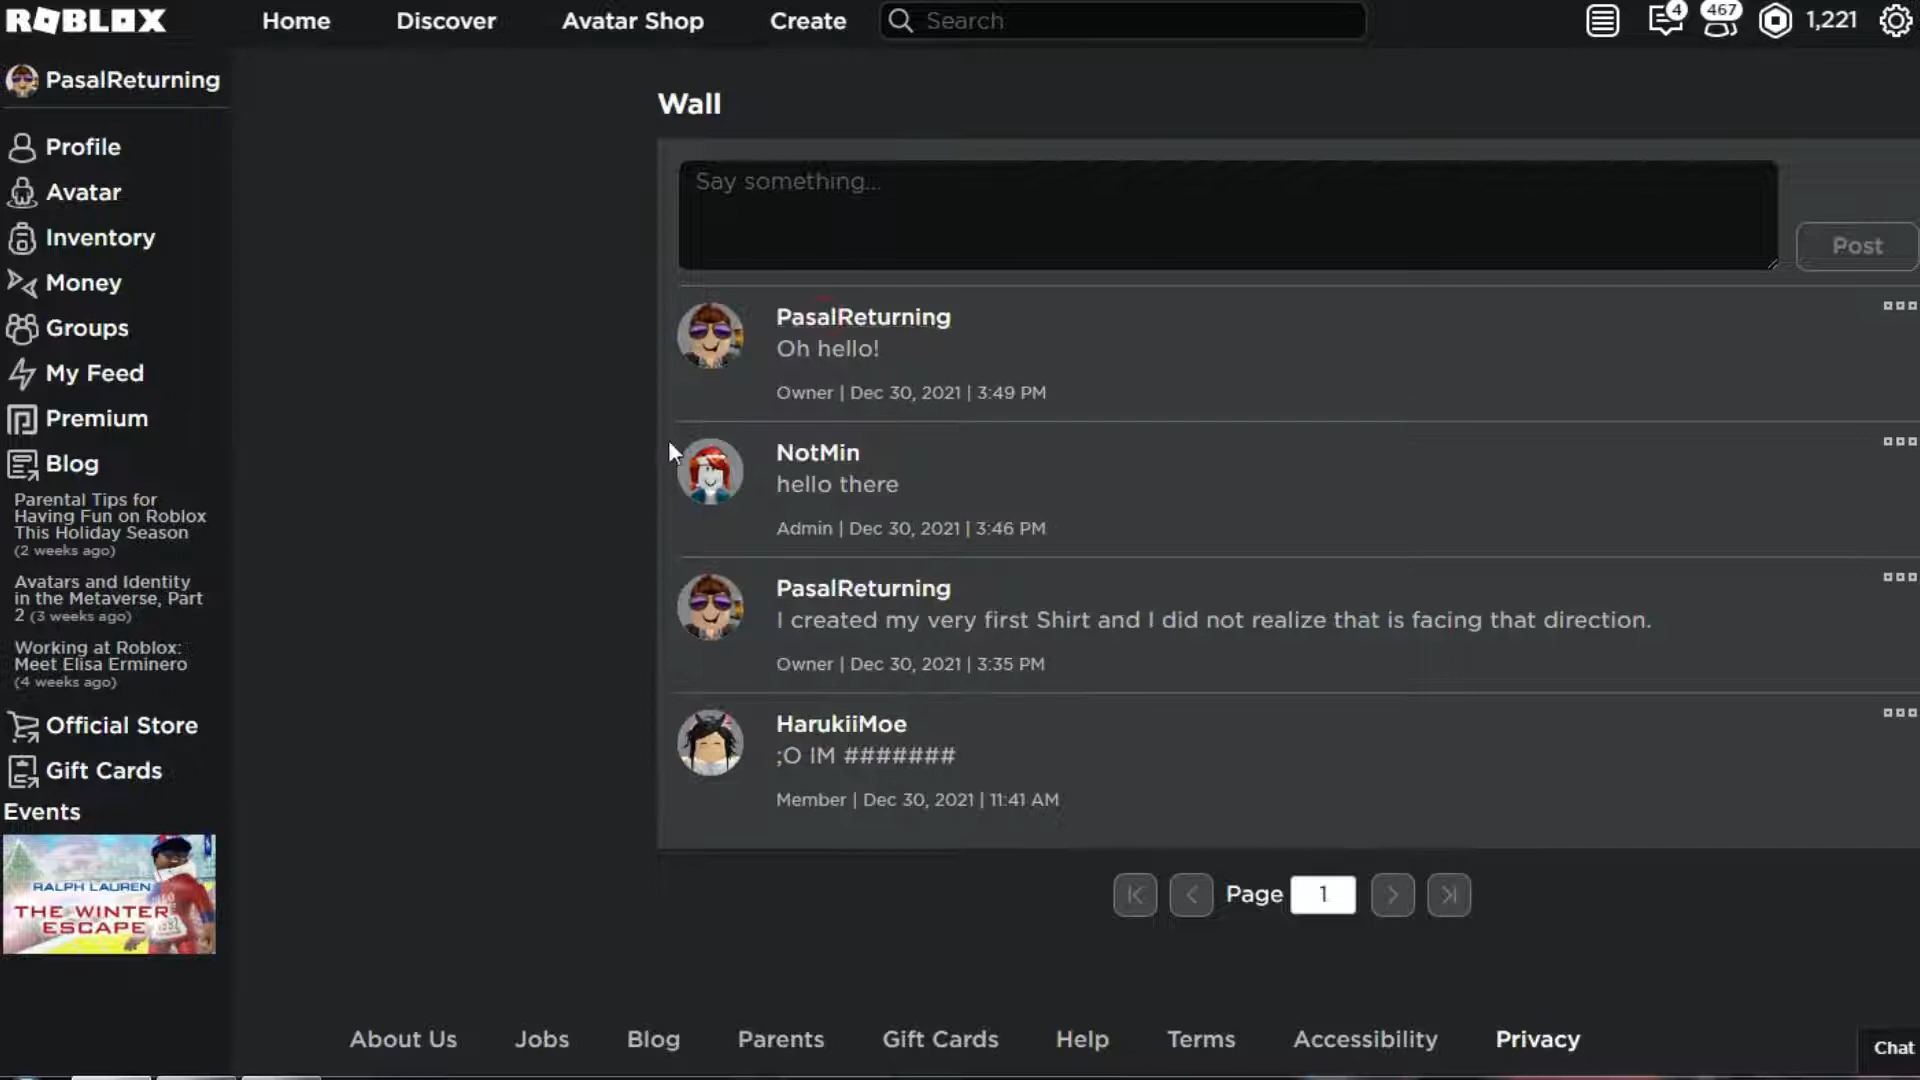 ROBLOX
Home
Discover
Avatar Shop
Create
Search
4
467
1,221
PasalReturning
Profile
Avatar
Inventory
Money
Groups
My Feed
Premium
Blog
Parental Tips for
Having Fun on Roblox
This Holiday Season
(2 weeks ago)
Avatars and Identity
in the Metaverse, Part
2 (3 weeks ago)
Working at Roblox:
Meet Elisa Erminero
(4 weeks ago)
Official Store
Gift Cards
Events
RALPH LAUREN
THE WINTER
ESCAPE
Wall
Say something...
Post
PasalReturning
Oh hello!
Owner | Dec 30, 2021 | 3:49 PM
NotMin
hello there
Admin | Dec 30, 2021 | 3:46 PM
PasalReturning
I created my very first Shirt and I did not realize that is facing that direction.
Owner | Dec 30, 2021 | 3:35 PM
HarukiiMoe
;O IM #######
Member | Dec 30, 2021 | 11:41 AM
Page 1
About Us
Jobs
Blog
Parents
Gift Cards
Help
Terms
Accessibility
Privacy
Chat